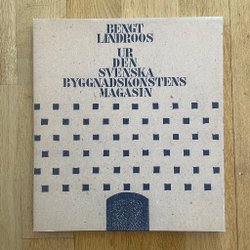 BENGT
LINDROOS
UR
DEN
SVENSKA
BYGGNADSKONSTENS
MAGASIN